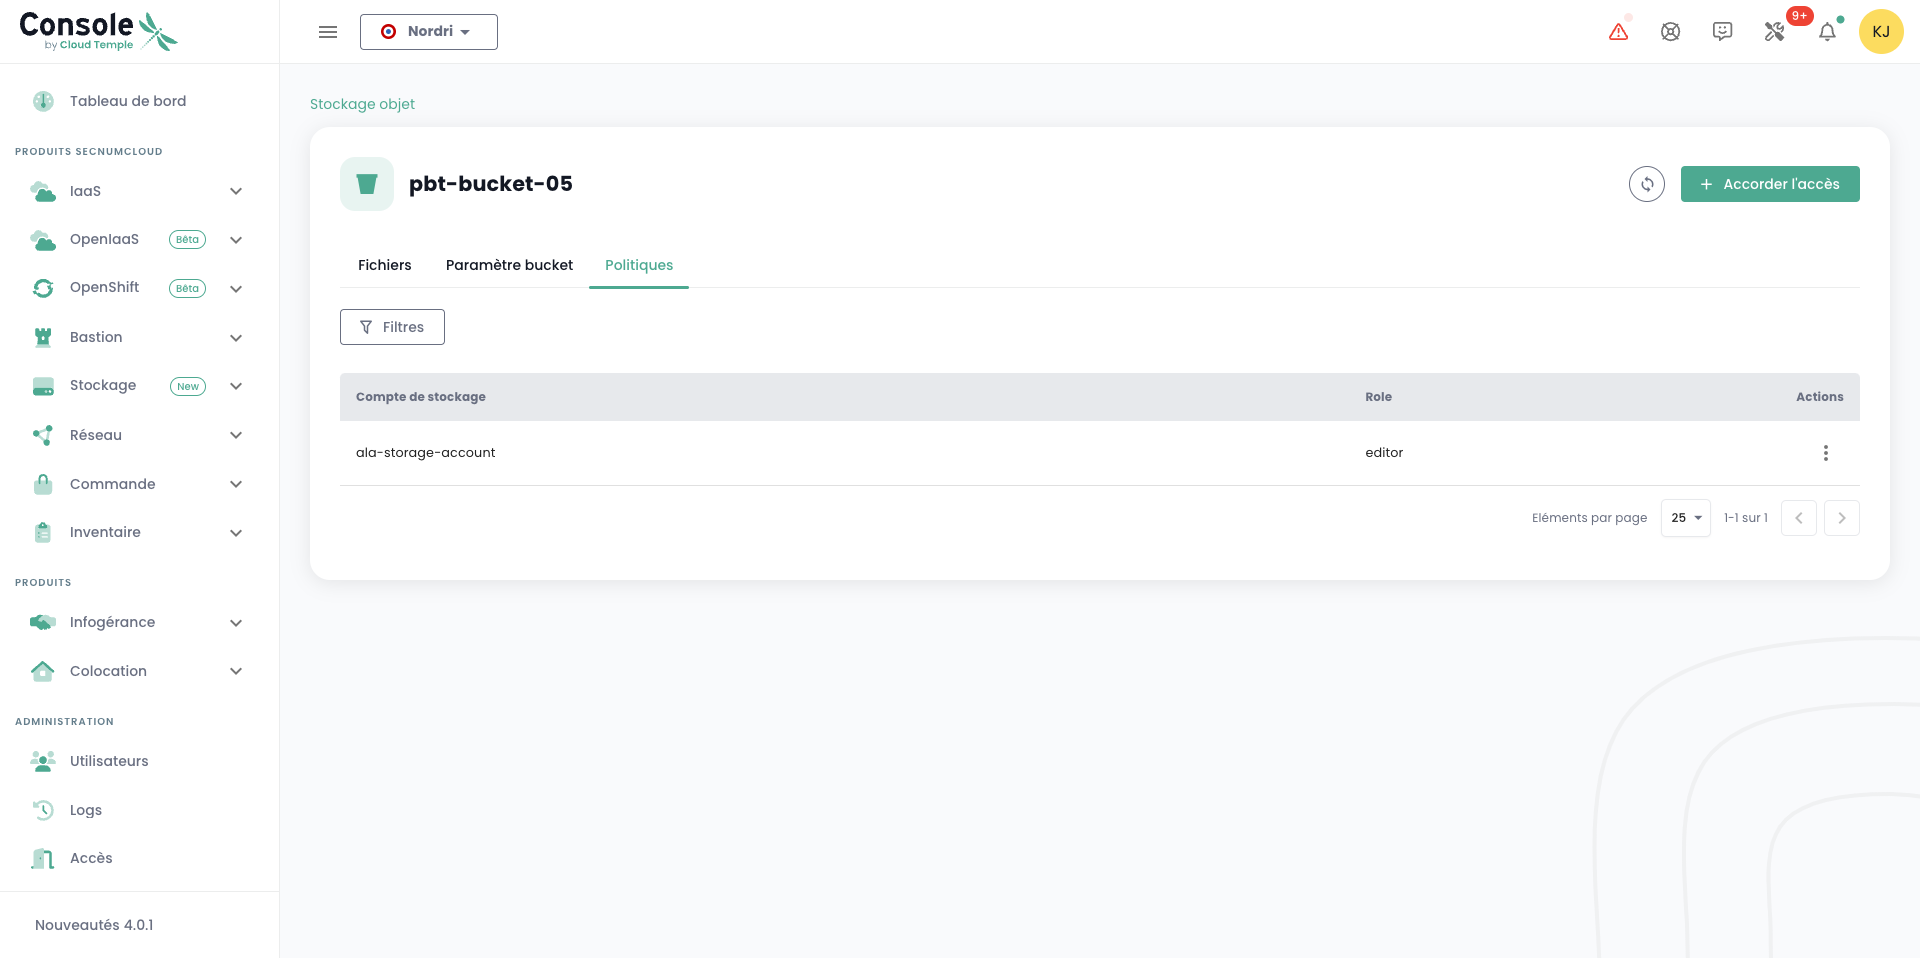 Console
by Cloud Temple
Nordri
9+
KJ
Tableau de bord
PRODUITS SECNUMCLOUD
IaaS
OpenIaaS Bêta
OpenShift Bêta
Bastion
Stockage New
Réseau
Commande
Inventaire
PRODUITS
Infogérance
Colocation
ADMINISTRATION
Utilisateurs
Logs
Accès
Nouveautés 4.0.1
Stockage objet
pbt-bucket-05
Accorder l'accès
Fichiers Paramètre bucket Politiques
Filtres
Compte de stockage Role Actions
ala-storage-account editor
Eléments par page 25 1-1 sur 1